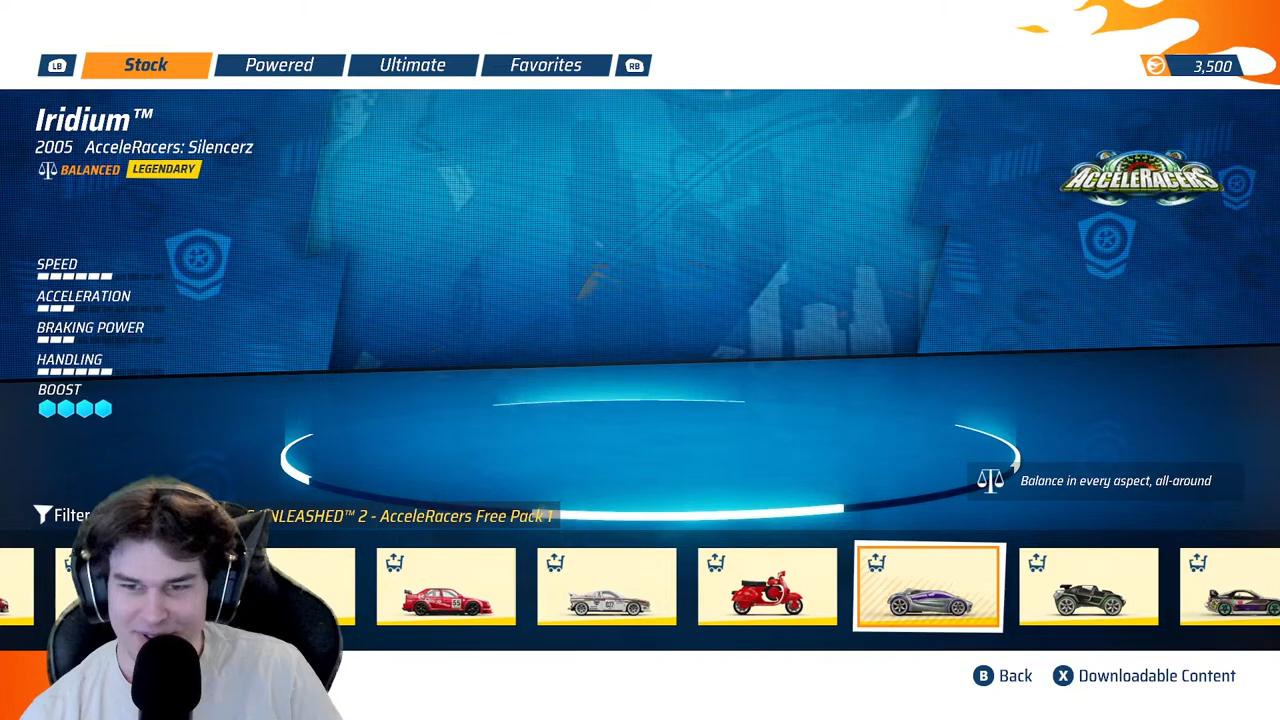 LB Stock Powered Ultimate Favorites RB
3,500
Iridium™
2005 AcceleRacers: Silencerz
BALANCED LEGENDARY
ACCELERACERS
SPEED
ACCELERATION
BRAKING POWER
HANDLING
BOOST
Balance in every aspect, all-around
Filter
UNLEASHED™ 2 - AcceleRacers Free Pack 1
B Back X Downloadable Content